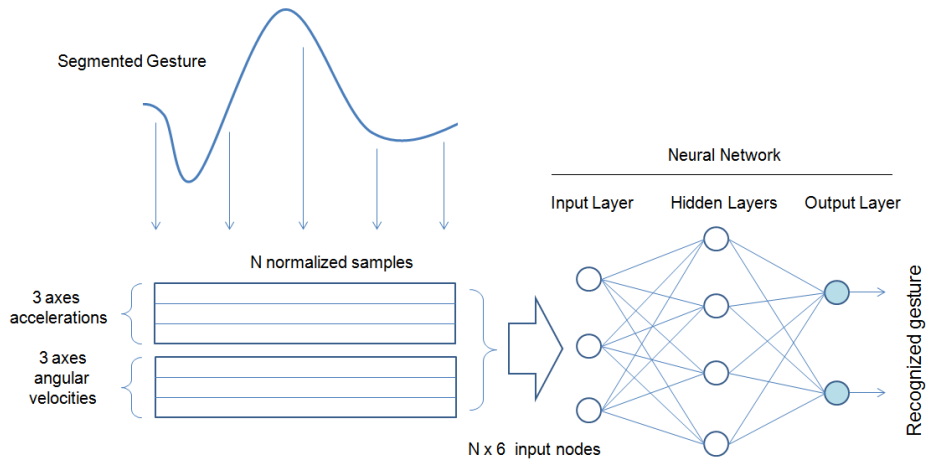 Segmented Gesture
Neural Network
Input Layer
Hidden Layers
Output Layer
N normalized samples
3 axes
accelerations
3 axes
angular
velocities
N x 6 input nodes
Recognized gesture